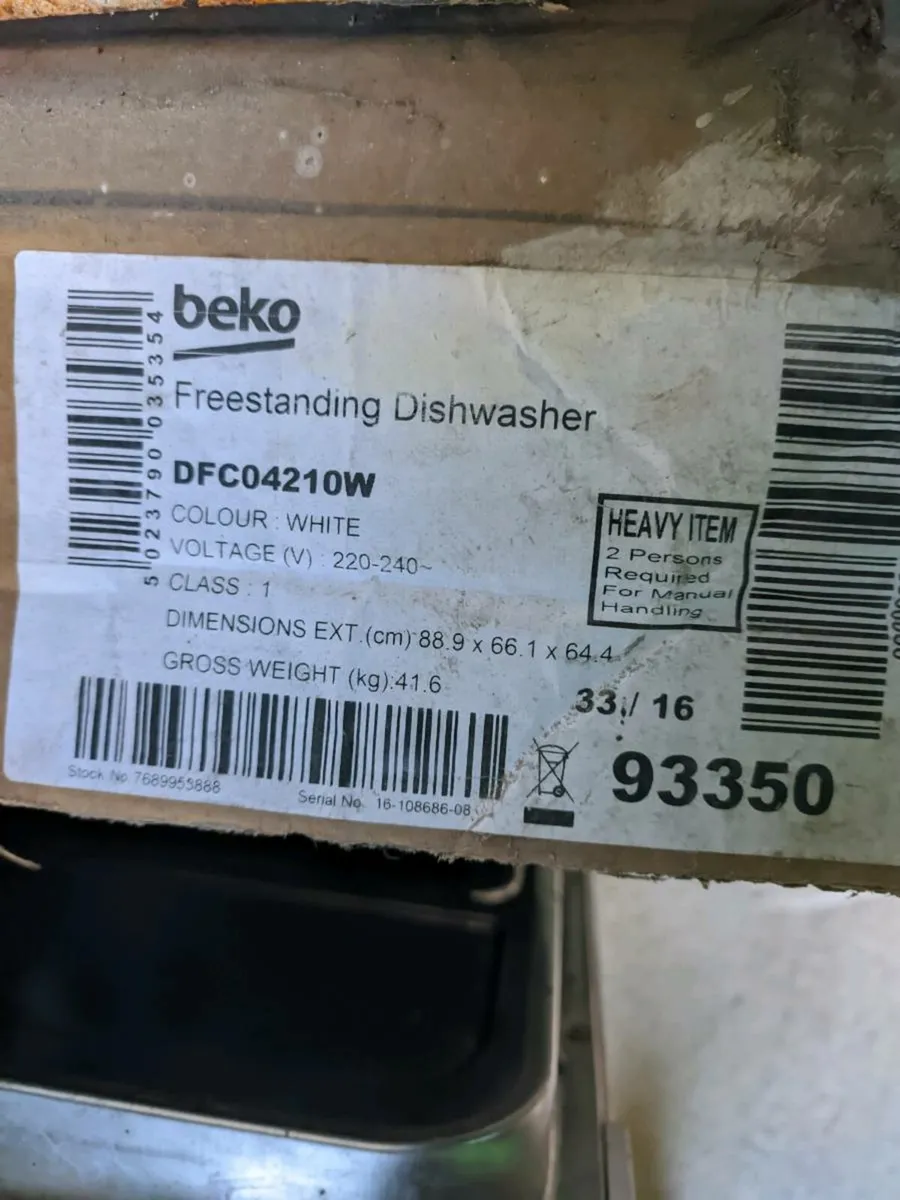 beko
Freestanding Dishwasher
DFC04210W
COLOUR : WHITE
VOLTAGE (V) : 220-240~
CLASS : 1
DIMENSIONS EXT.(cm) 88.9 x 66.1 x 64.4
GROSS WEIGHT (kg):41.6
5 023790 035354
HEAVY ITEM
2 Persons
Required
For Manual
Handling
33 / 16
93350
Stock No 7689953888
Serial No 16-108686-08